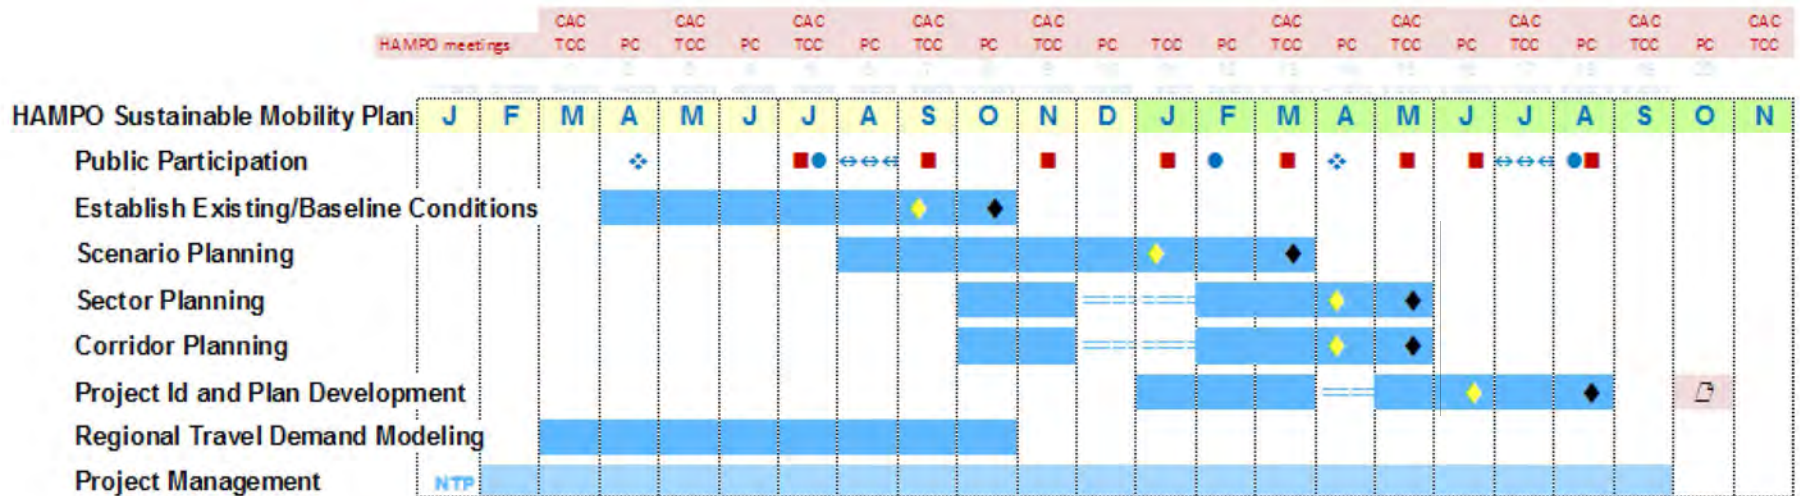 CAC CAC CAC CAC CAC CAC CAC CAC CAC CAC
HAMPO meetings TCC PC TCC PC TCC PC TCC PC TCC PC TCC PC TCC PC TCC PC TCC PC TCC PC TCC
HAMPO Sustainable Mobility Plan J F M A M J J A S O N D J F M A M J J A S O N
Public Participation
Establish Existing/Baseline Conditions
Scenario Planning
Sector Planning
Corridor Planning
Project Id and Plan Development
Regional Travel Demand Modeling
Project Management NTP